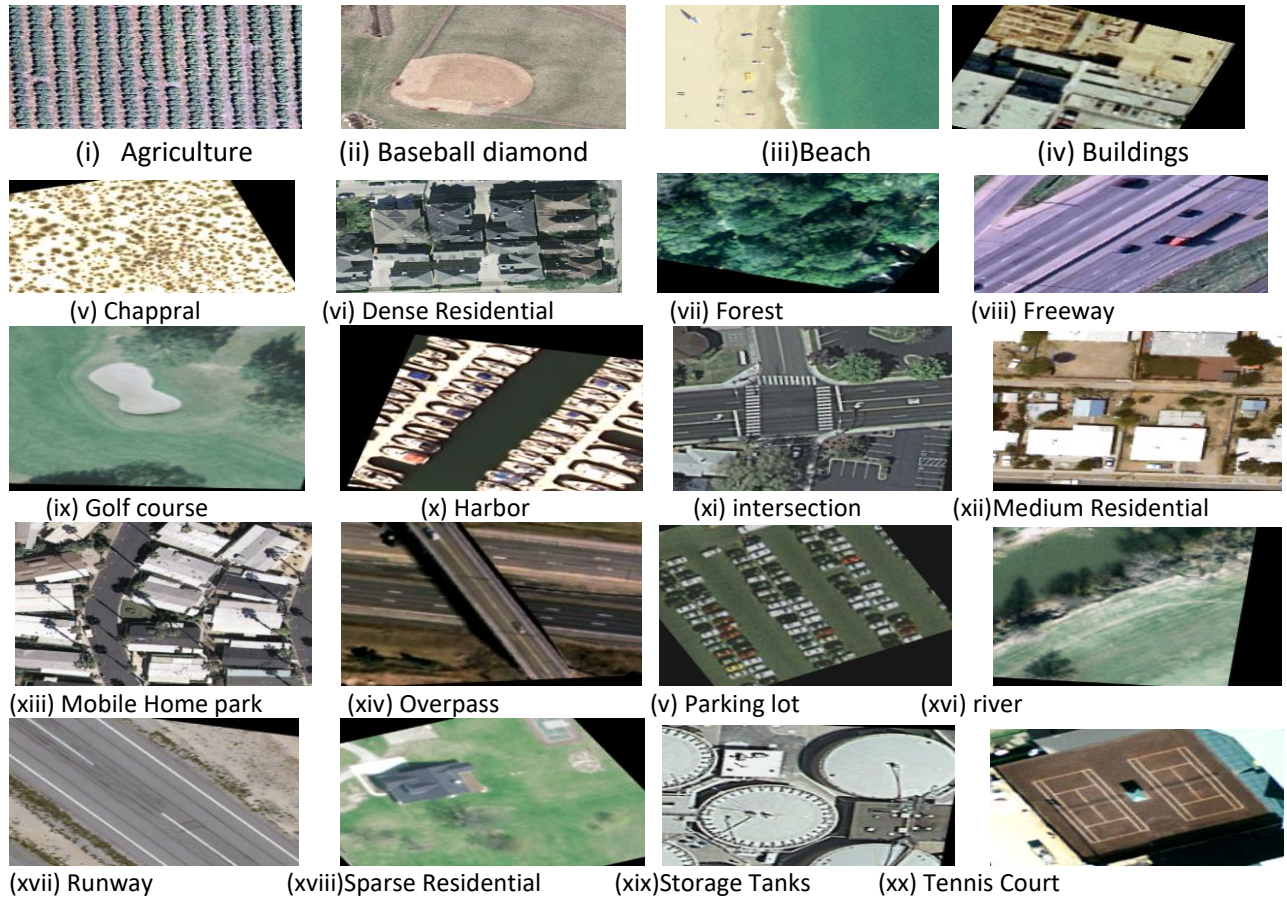 (i) Agriculture (ii) Baseball diamond (iii)Beach (iv) Buildings
(v) Chappral (vi) Dense Residential (vii) Forest (viii) Freeway
(ix) Golf course (x) Harbor (xi) intersection (xii)Medium Residential
(xiii) Mobile Home park (xiv) Overpass (v) Parking lot (xvi) river
(xvii) Runway (xviii)Sparse Residential (xix)Storage Tanks (xx) Tennis Court